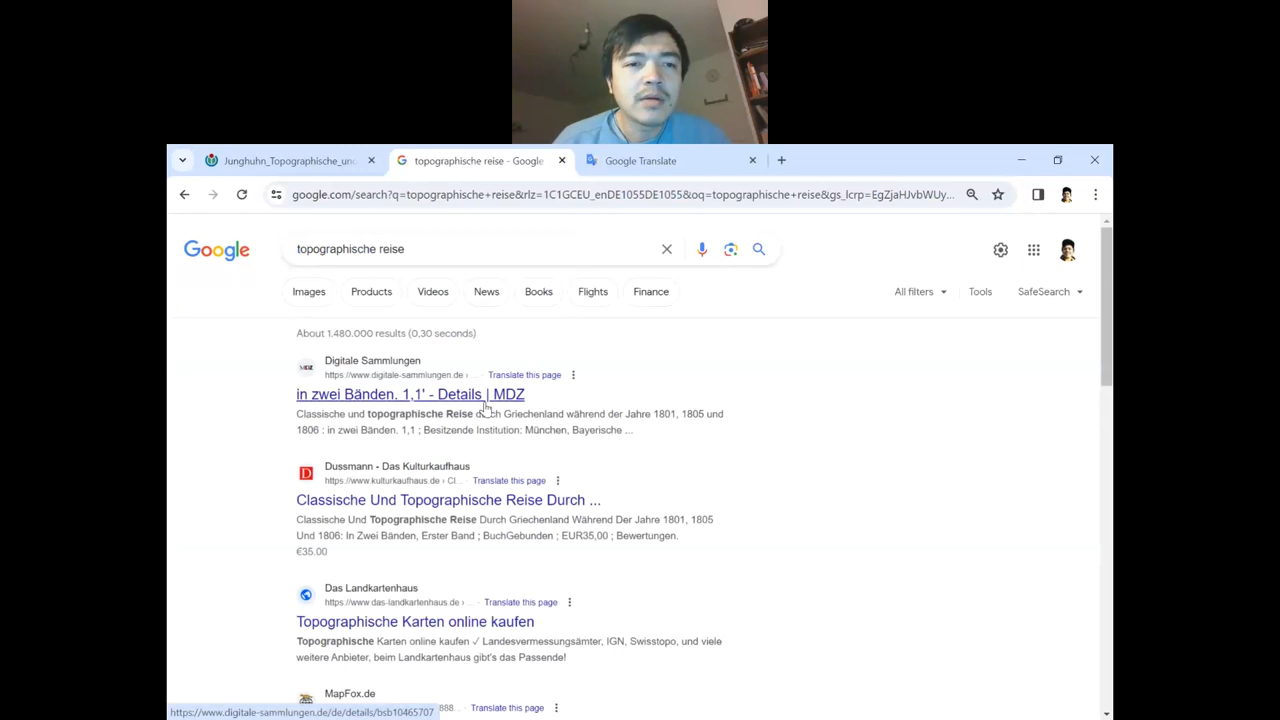 Junghuhn_Topographische_un
topographische reise - Google
Google Translate
google.com/search?q=topographische+reise&rlz=1C1GCEU_enDE1055DE1055&oq=topographische+reise&gs_lcrp=EgZjaHJvbWUy...
Google
topographische reise
Images
Products
Videos
News
Books
Flights
Finance
All filters
Tools
SafeSearch
About 1.480.000 results (0,30 seconds)
MDZ
Digitale Sammlungen
https://www.digitale-sammlungen.de › ... Translate this page
in zwei Bänden. 1,1' - Details | MDZ
Classische und topographische Reise durch Griechenland während der Jahre 1801, 1805 und
1806 : in zwei Bänden. 1,1 ; Besitzende Institution: München, Bayerische ...
D
Dussmann - Das Kulturkaufhaus
https://www.kulturkaufhaus.de › Cl... Translate this page
Classische Und Topographische Reise Durch ...
Classische Und Topographische Reise Durch Griechenland Während Der Jahre 1801, 1805
Und 1806: In Zwei Bänden, Erster Band ; BuchGebunden ; EUR35,00 ; Bewertungen.
€35.00
Das Landkartenhaus
https://www.das-landkartenhaus.de › ... Translate this page
Topographische Karten online kaufen
Topographische Karten online kaufen ✓ Landesvermessungsämter, IGN, Swisstopo, und viele
weitere Anbieter, beim Landkartenhaus gibt's das Passende!
MapFox.de
888... Translate this page
https://www.digitale-sammlungen.de/de/details/bsb10465707